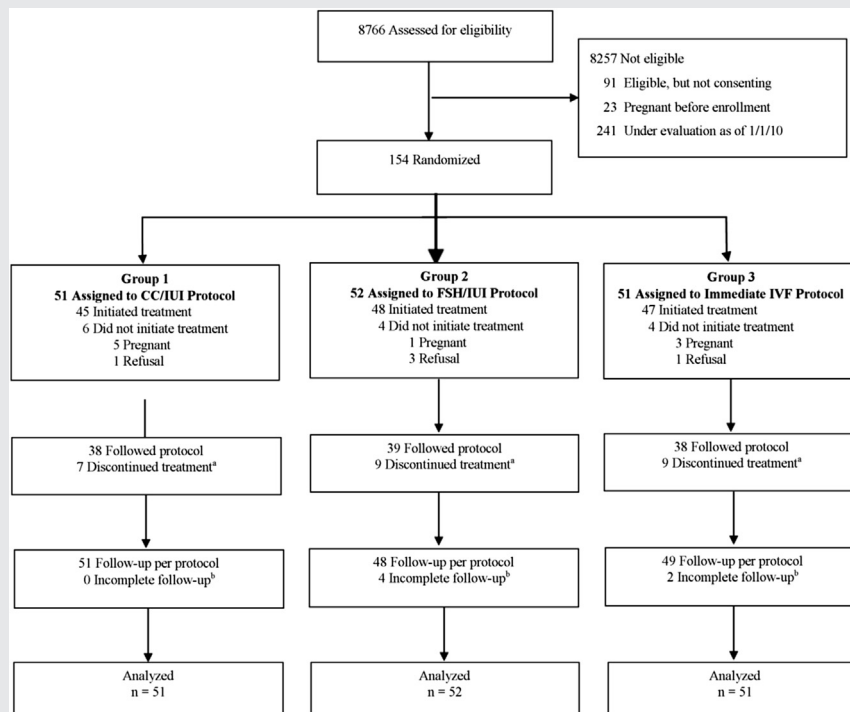 8766 Assessed for eligibility
8257 Not eligible
91 Eligible, but not consenting
23 Pregnant before enrollment
241 Under evaluation as of 1/1/10
154 Randomized
Group 1
51 Assigned to CC/IUI Protocol
45 Initiated treatment
6 Did not initiate treatment
5 Pregnant
1 Refusal
Group 2
52 Assigned to FSH/IUI Protocol
48 Initiated treatment
4 Did not initiate treatment
1 Pregnant
3 Refusal
Group 3
51 Assigned to Immediate IVF Protocol
47 Initiated treatment
4 Did not initiate treatment
3 Pregnant
1 Refusal
38 Followed protocol
7 Discontinued treatmentᵃ
39 Followed protocol
9 Discontinued treatmentᵃ
38 Followed protocol
9 Discontinued treatmentᵃ
51 Follow-up per protocol
0 Incomplete follow-upᵇ
48 Follow-up per protocol
4 Incomplete follow-upᵇ
49 Follow-up per protocol
2 Incomplete follow-upᵇ
Analyzed
n = 51
Analyzed
n = 52
Analyzed
n = 51